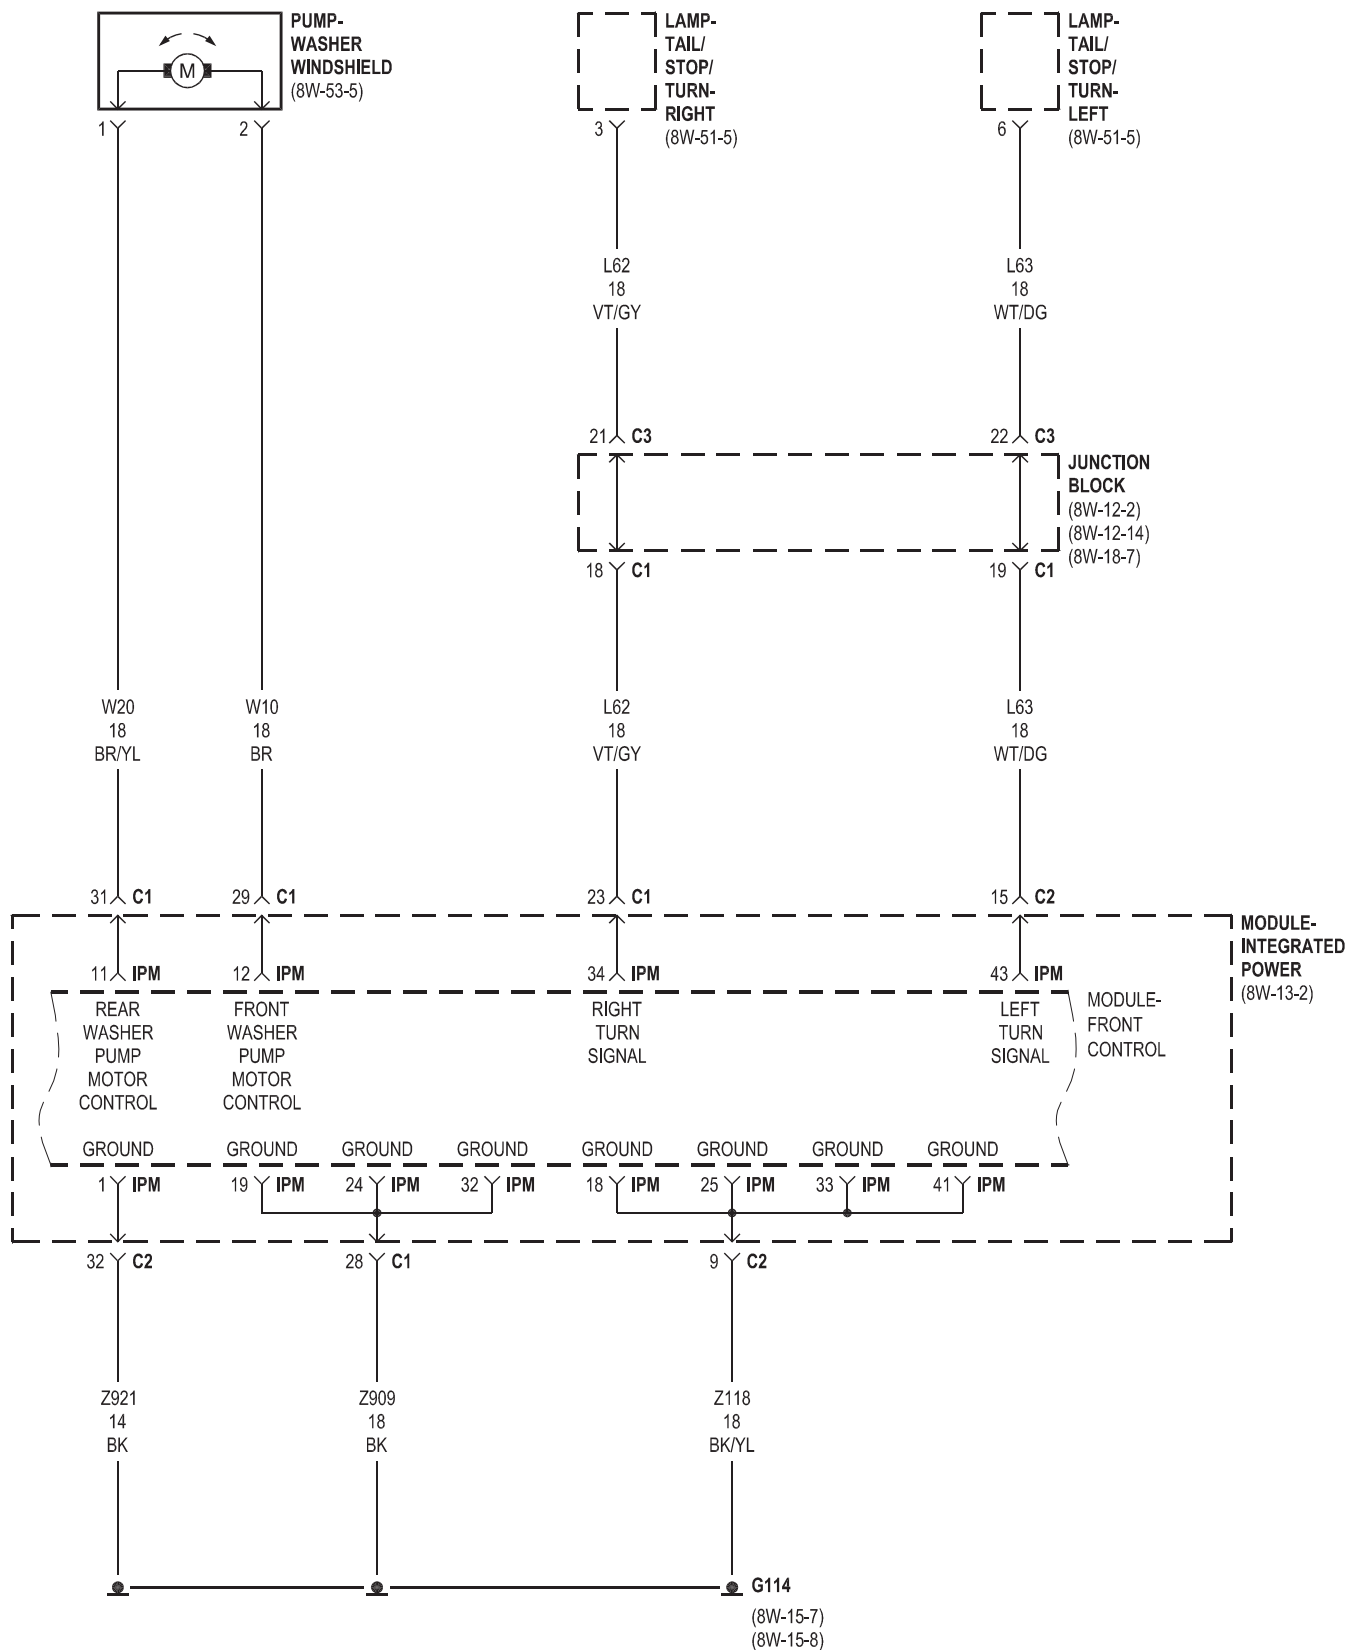 PUMP-
WASHER
WINDSHIELD
(8W-53-5)
M
1
2
LAMP-
TAIL/
STOP/
TURN-
RIGHT
(8W-51-5)
3
LAMP-
TAIL/
STOP/
TURN-
LEFT
(8W-51-5)
6
L62
18
VT/GY
L63
18
WT/DG
21 C3
22 C3
JUNCTION
BLOCK
(8W-12-2)
(8W-12-14)
(8W-18-7)
18 C1
19 C1
W20
18
BR/YL
W10
18
BR
L62
18
VT/GY
L63
18
WT/DG
31 C1
29 C1
23 C1
15 C2
MODULE-
INTEGRATED
POWER
(8W-13-2)
11 IPM
12 IPM
34 IPM
43 IPM
REAR
WASHER
PUMP
MOTOR
CONTROL
FRONT
WASHER
PUMP
MOTOR
CONTROL
RIGHT
TURN
SIGNAL
LEFT
TURN
SIGNAL
MODULE-
FRONT
CONTROL
GROUND
GROUND
GROUND
GROUND
GROUND
GROUND
GROUND
GROUND
1 IPM
19 IPM
24 IPM
32 IPM
18 IPM
25 IPM
33 IPM
41 IPM
32 C2
28 C1
9 C2
Z921
14
BK
Z909
18
BK
Z118
18
BK/YL
G114
(8W-15-7)
(8W-15-8)